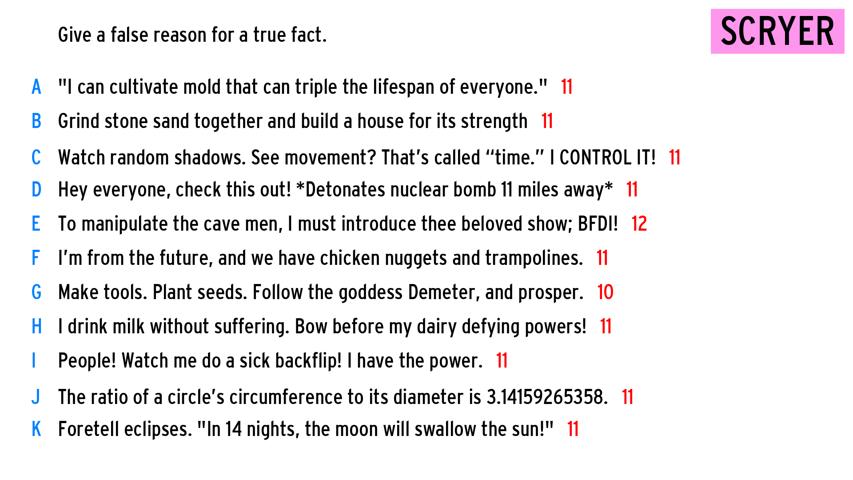 SCRYER
Give a false reason for a true fact.
A "I can cultivate mold that can triple the lifespan of everyone." 11
B Grind stone sand together and build a house for its strength 11
C Watch random shadows. See movement? That’s called “time.” I CONTROL IT! 11
D Hey everyone, check this out! *Detonates nuclear bomb 11 miles away* 11
E To manipulate the cave men, I must introduce thee beloved show; BFDI! 12
F I’m from the future, and we have chicken nuggets and trampolines. 11
G Make tools. Plant seeds. Follow the goddess Demeter, and prosper. 10
H I drink milk without suffering. Bow before my dairy defying powers! 11
I People! Watch me do a sick backflip! I have the power. 11
J The ratio of a circle’s circumference to its diameter is 3.14159265358. 11
K Foretell eclipses. "In 14 nights, the moon will swallow the sun!" 11